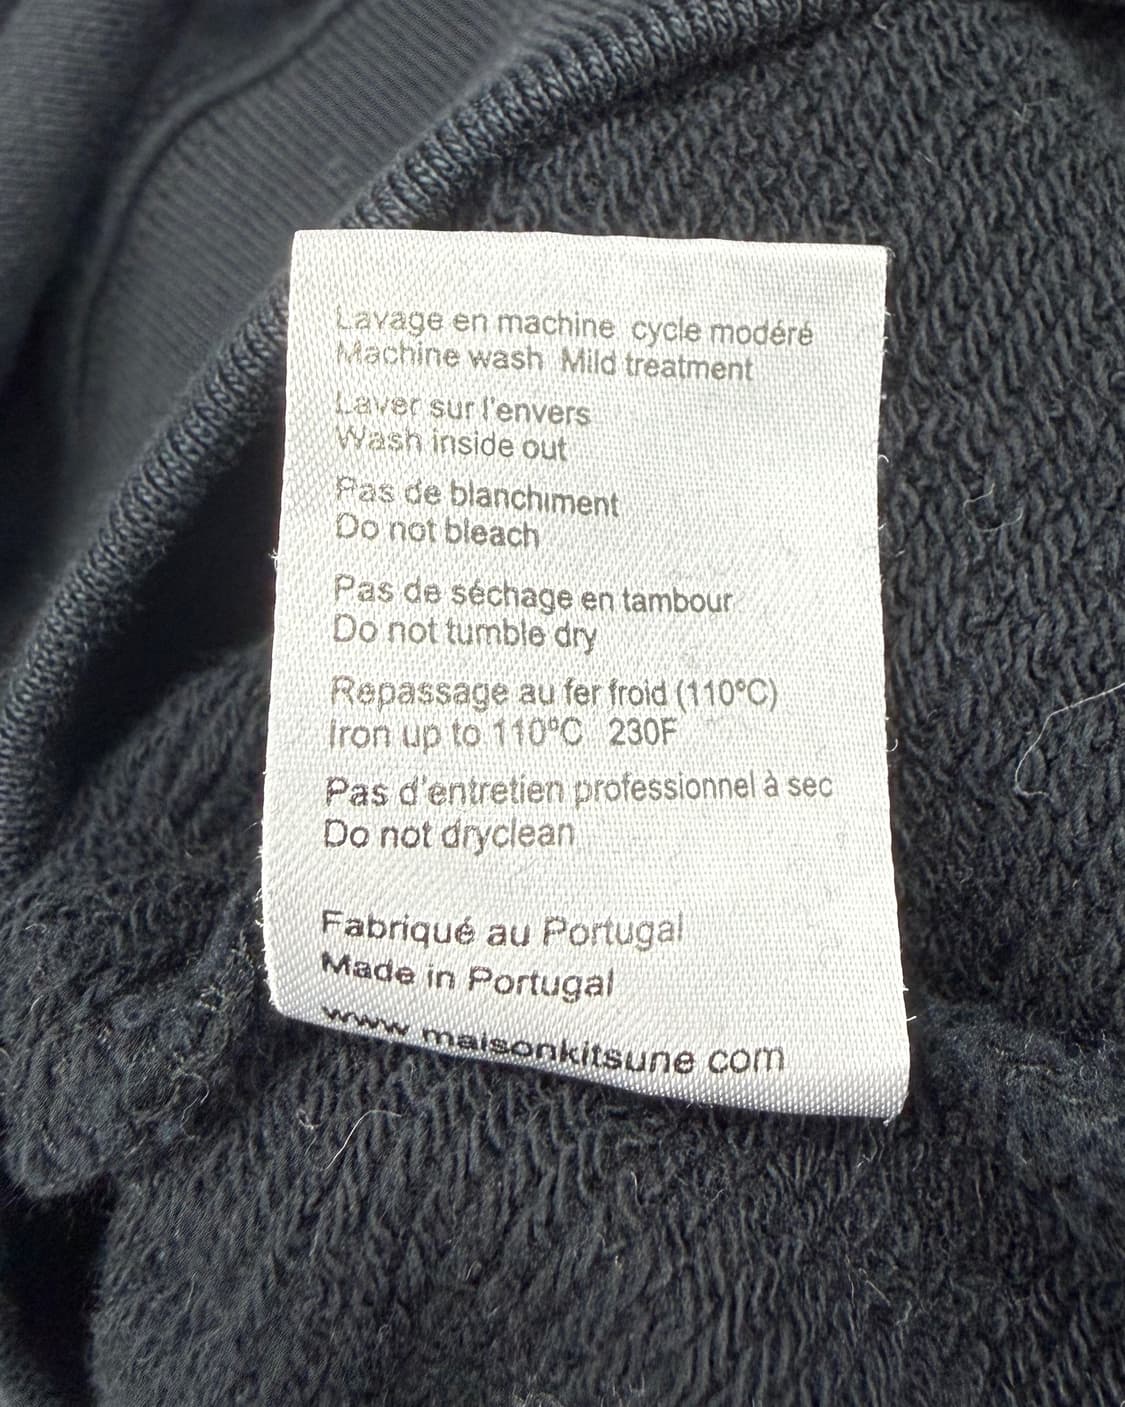 Lavage en machine cycle modéré
Machine wash Mild treatment
Laver sur l'envers
Wash inside out
Pas de blanchiment
Do not bleach
Pas de séchage en tambour
Do not tumble dry
Repassage au fer froid (110ºC)
Iron up to 110ºC 230F
Pas d'entretien professionnel à sec
Do not dryclean
Fabriqué au Portugal
Made in Portugal
www.maisonkitsune.com